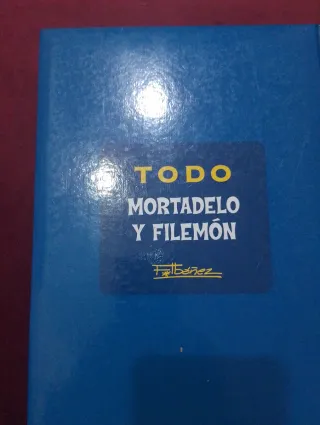 TODO
MORTADELO
Y FILEMÓN
F. Ibáñez